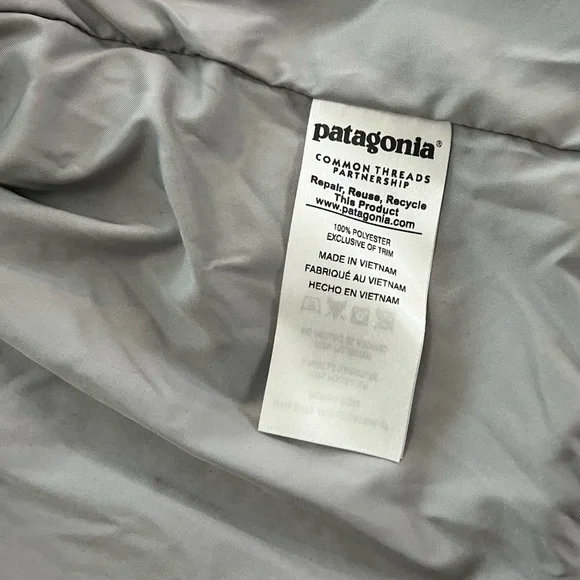 patagonia®
COMMON THREADS
PARTNERSHIP
Repair, Reuse, Recycle
This Product
www.patagonia.com
100% POLYESTER
EXCLUSIVE OF TRIM
MADE IN VIETNAM
FABRIQUÉ AU VIETNAM
HECHO EN VIETNAM